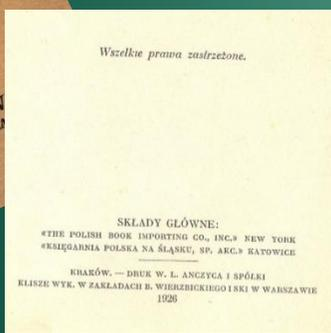 Wszelkie prawa zastrzeżone.
SKŁADY GŁÓWNE:
«THE POLISH BOOK IMPORTING CO., INC.» NEW YORK
«KSIĘGARNIA POLSKA NA ŚLĄSKU, SP. AKC.» KATOWICE
KRAKÓW. — DRUK W. L. ANCZYCA I SPÓŁKI
KLISZE WYK. W ZAKŁADACH B. WIERZBICKIEGO I SKI W WARSZAWIE
1926